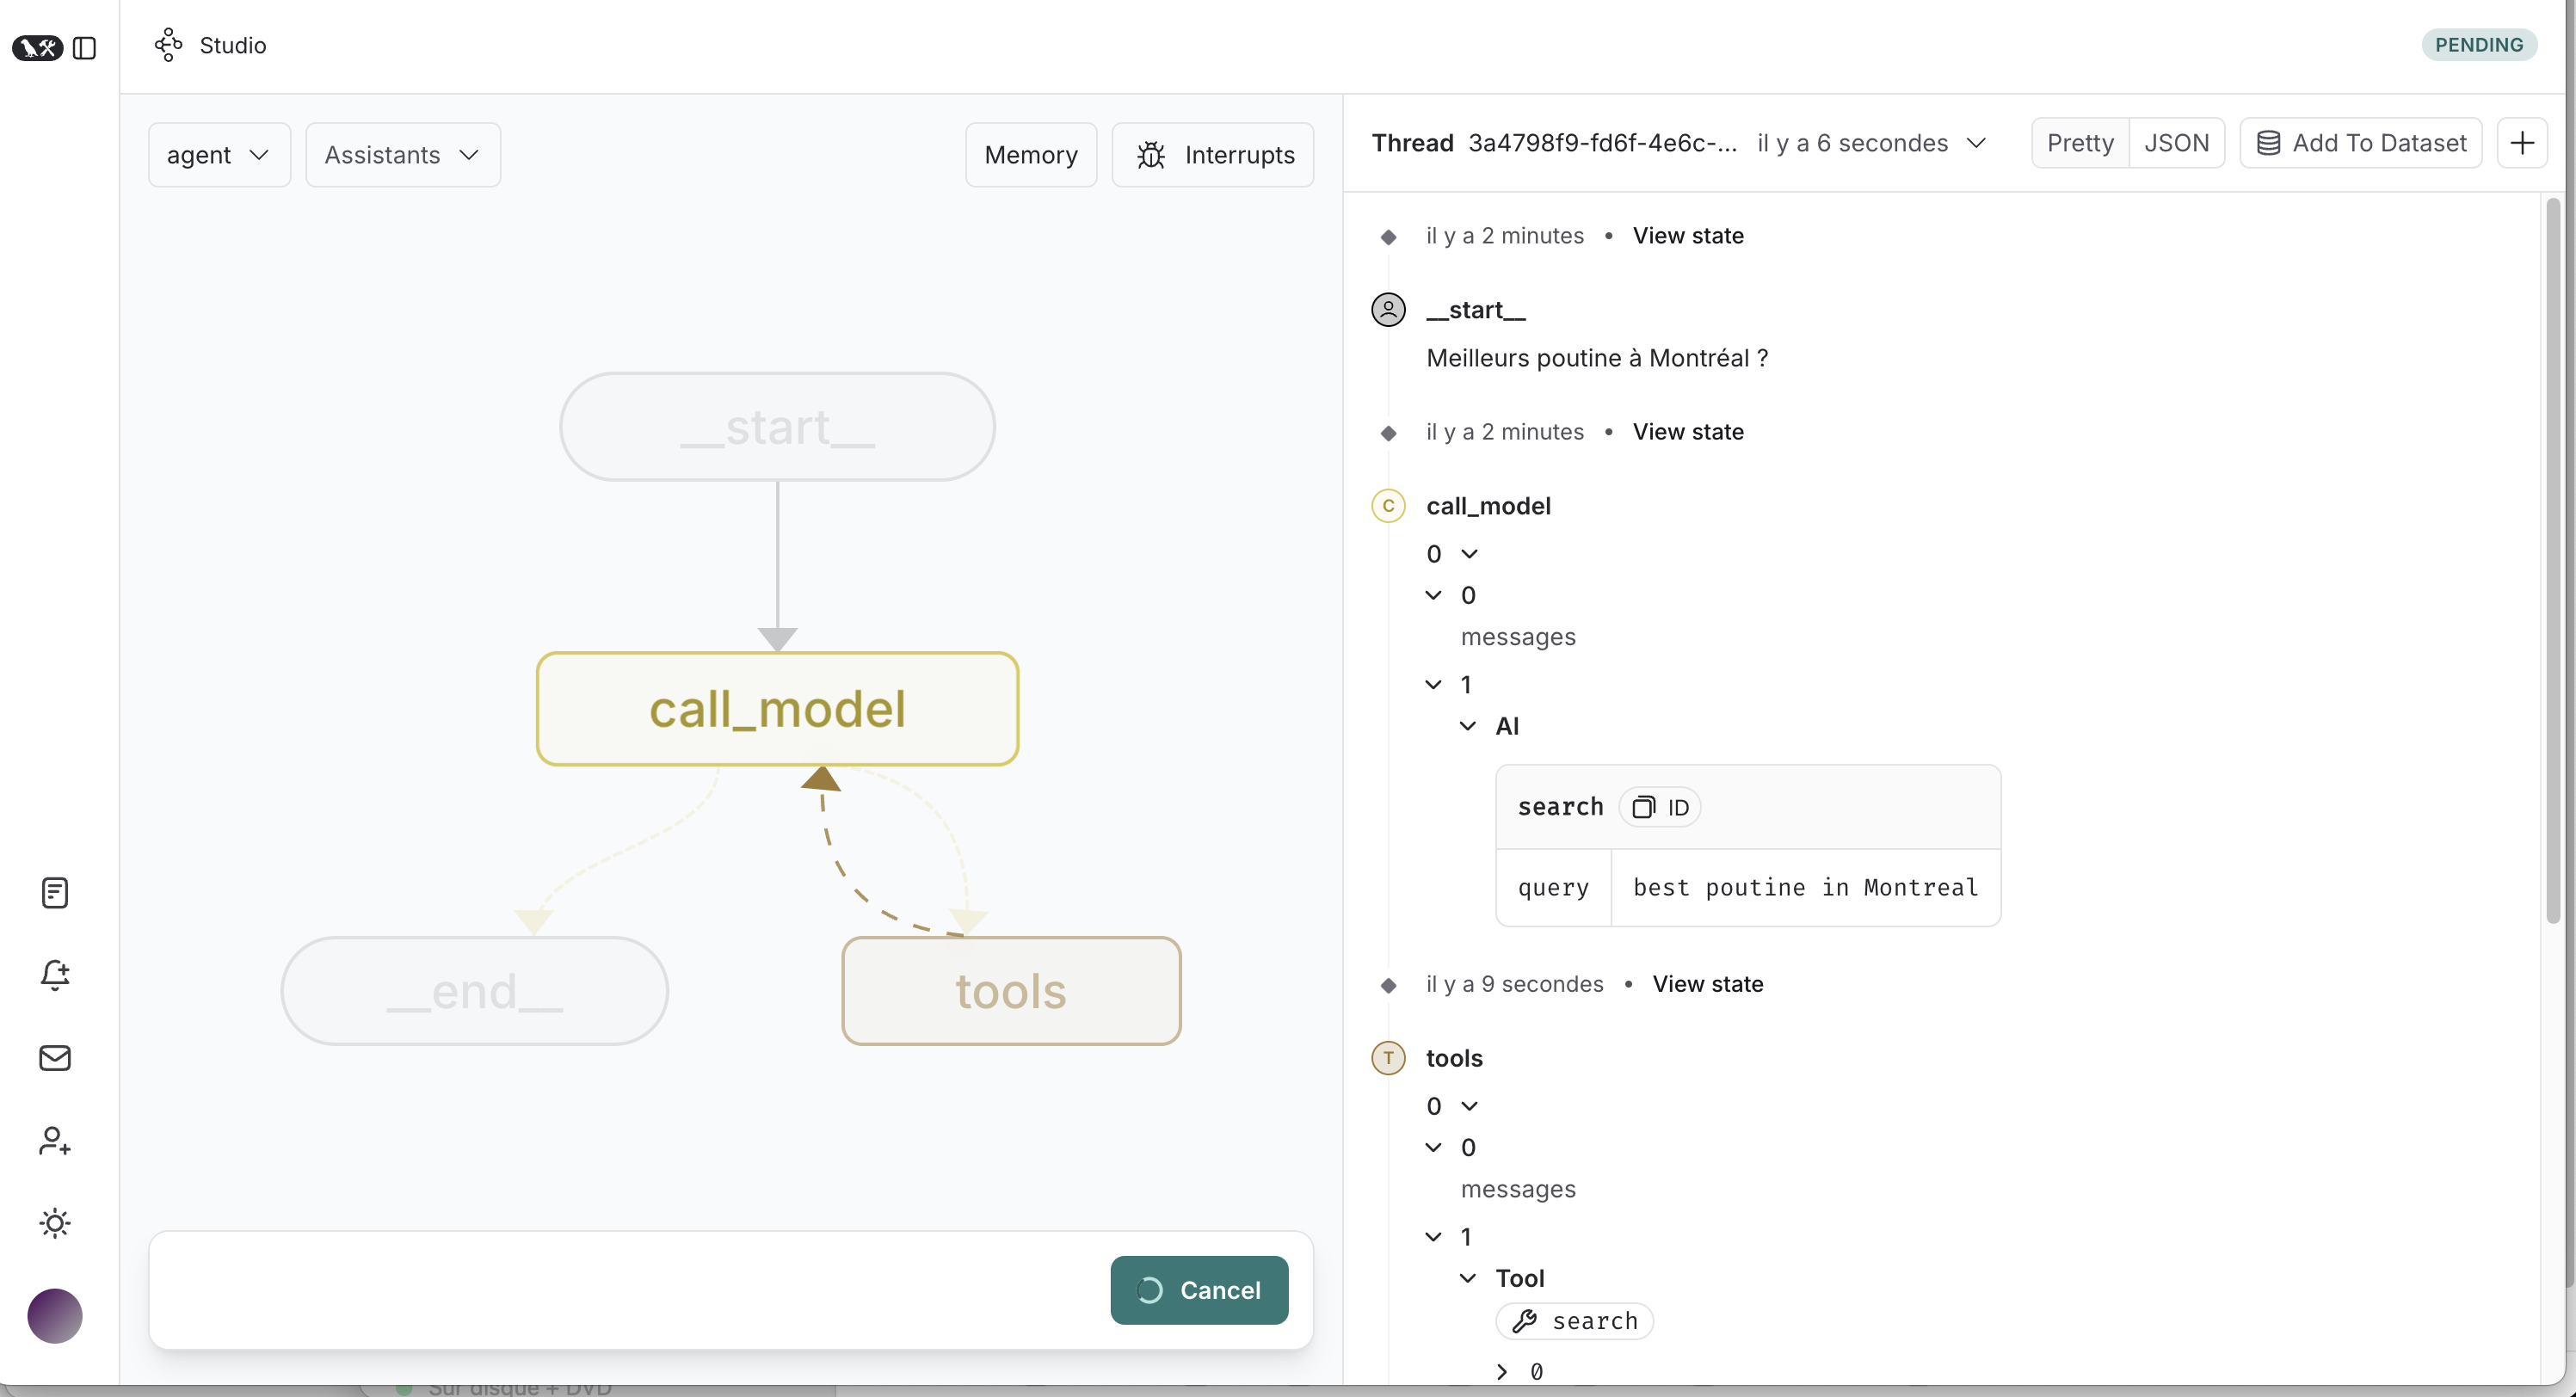 Studio
PENDING
agent
Assistants
Memory
Interrupts
__start__
call_model
__end__
tools
Cancel
Thread 3a4798f9-fd6f-4e6c-... il y a 6 secondes
Pretty
JSON
Add To Dataset
il y a 2 minutes • View state
__start__
Meilleurs poutine à Montréal ?
il y a 2 minutes • View state
C call_model
0
0
messages
1
AI
search ID
query best poutine in Montreal
il y a 9 secondes • View state
T tools
0
0
messages
1
Tool
search
0
Sur disque + DVD